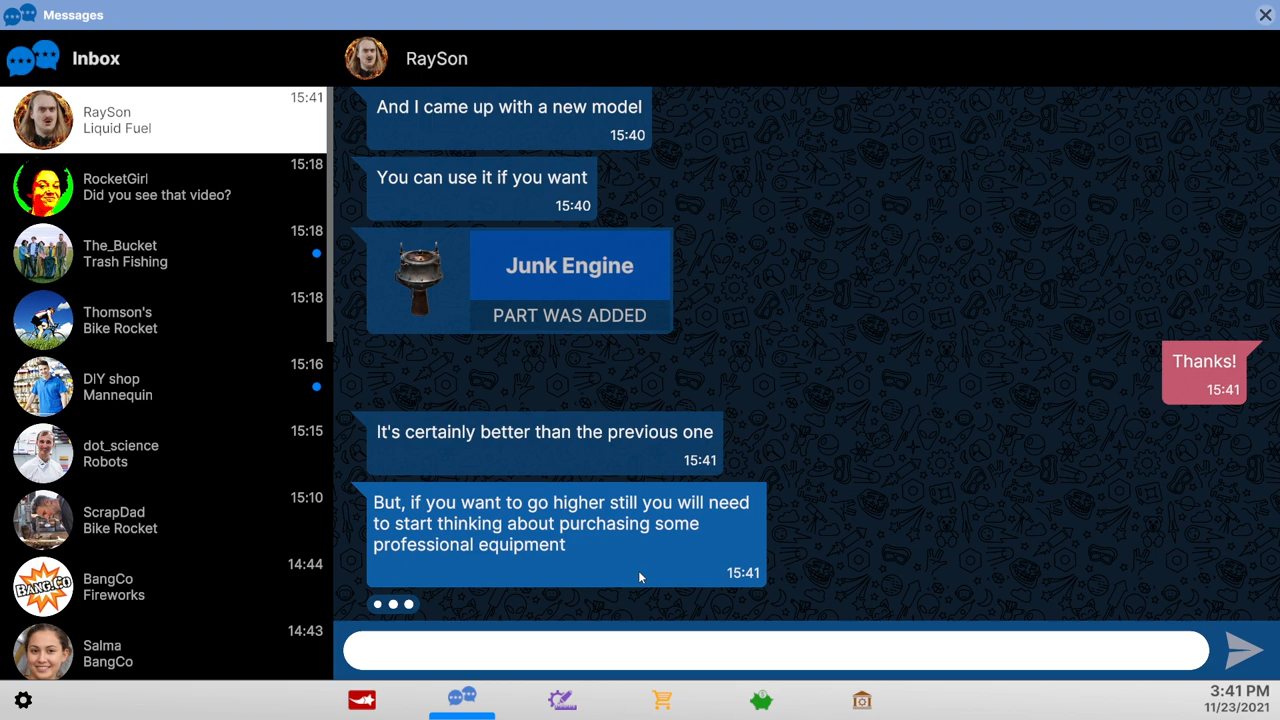 Messages
Inbox
RaySon
Liquid Fuel
15:41
RocketGirl
Did you see that video?
15:18
The_Bucket
Trash Fishing
15:18
Thomson's
Bike Rocket
15:18
DIY shop
Mannequin
15:16
dot_science
Robots
15:15
ScrapDad
Bike Rocket
15:10
BANG.CO
BangCo
Fireworks
14:44
Salma
BangCo
14:43
RaySon
And I came up with a new model
15:40
You can use it if you want
15:40
Junk Engine
PART WAS ADDED
Thanks!
15:41
It's certainly better than the previous one
15:41
But, if you want to go higher still you will need
to start thinking about purchasing some
professional equipment
15:41
3:41 PM
11/23/2021